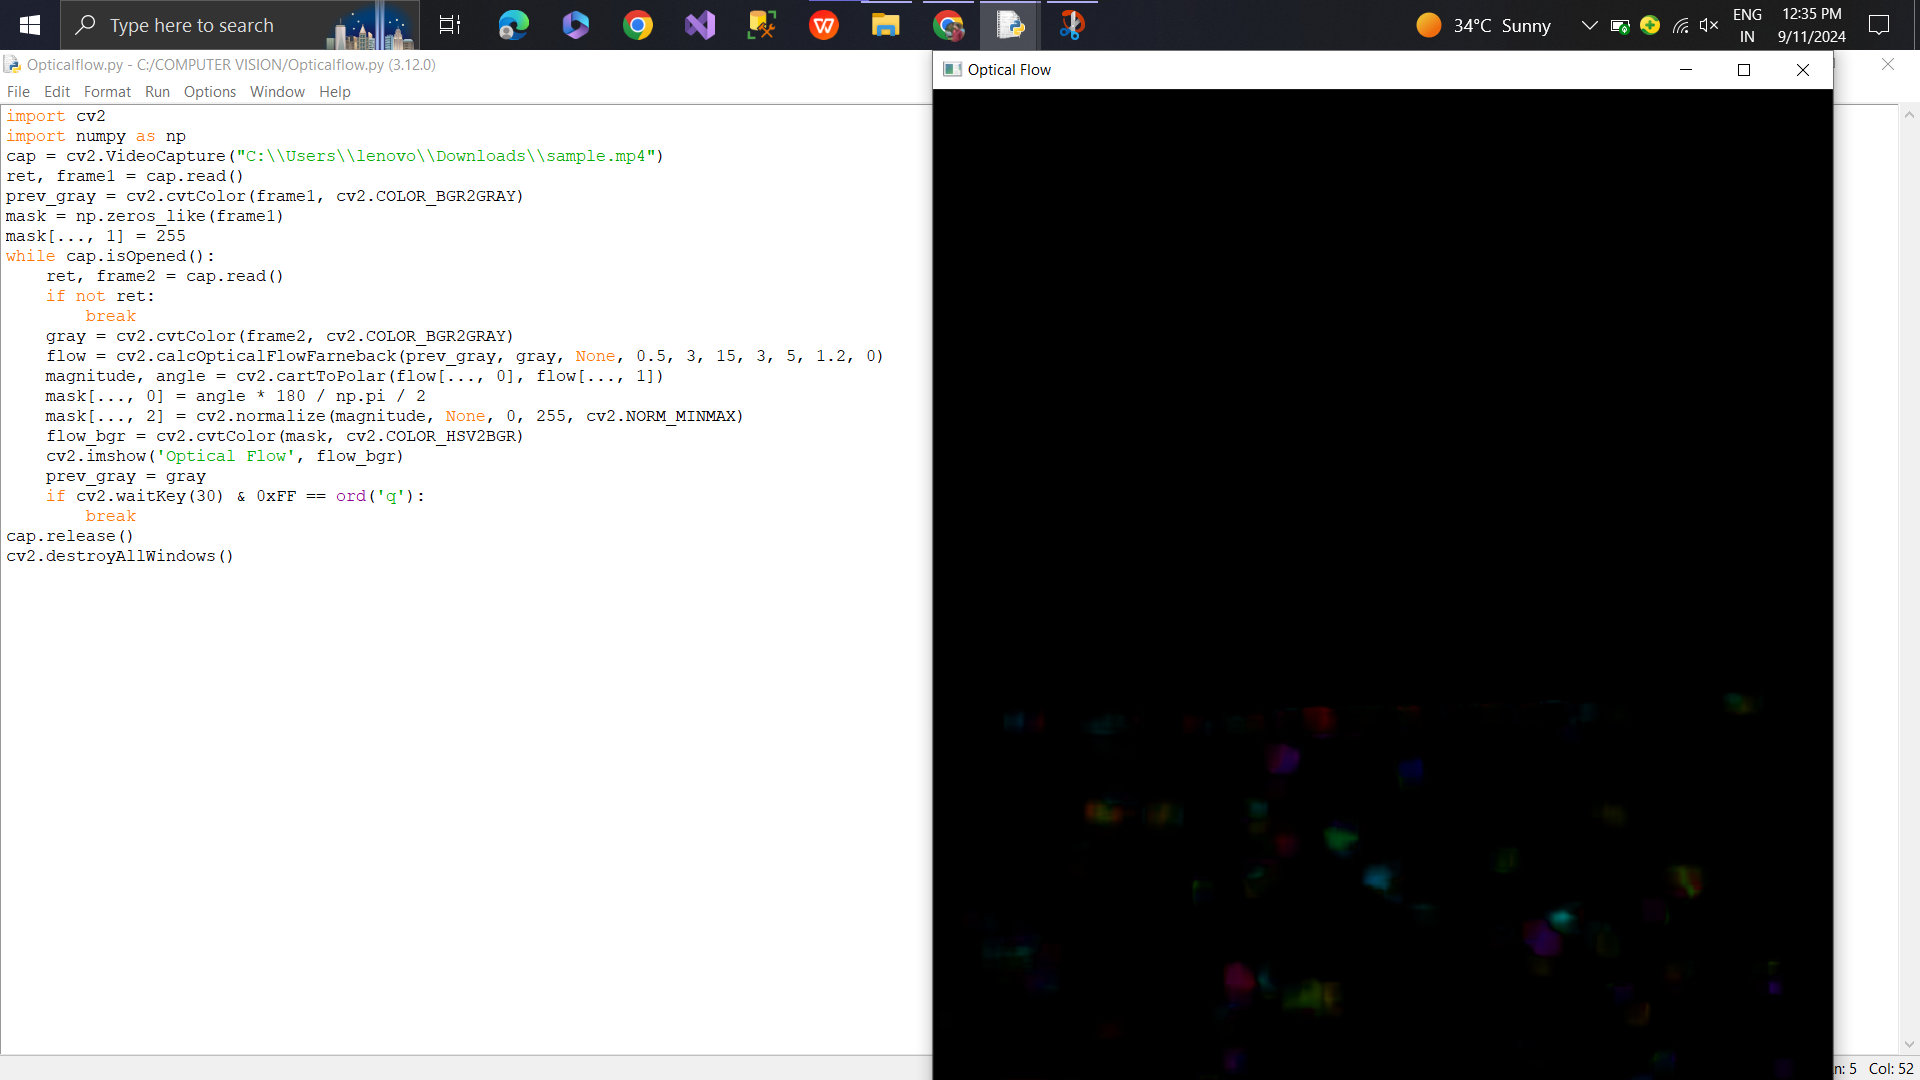 Type here to search
34°C Sunny
ENG
IN
12:35 PM
9/11/2024
Opticalflow.py - C:/COMPUTER VISION/Opticalflow.py (3.12.0)
File Edit Format Run Options Window Help
import cv2
import numpy as np
cap = cv2.VideoCapture("C:\\Users\\lenovo\\Downloads\\sample.mp4")
ret, frame1 = cap.read()
prev_gray = cv2.cvtColor(frame1, cv2.COLOR_BGR2GRAY)
mask = np.zeros_like(frame1)
mask[..., 1] = 255
while cap.isOpened():
    ret, frame2 = cap.read()
    if not ret:
        break
    gray = cv2.cvtColor(frame2, cv2.COLOR_BGR2GRAY)
    flow = cv2.calcOpticalFlowFarneback(prev_gray, gray, None, 0.5, 3, 15, 3, 5, 1.2, 0)
    magnitude, angle = cv2.cartToPolar(flow[..., 0], flow[..., 1])
    mask[..., 0] = angle * 180 / np.pi / 2
    mask[..., 2] = cv2.normalize(magnitude, None, 0, 255, cv2.NORM_MINMAX)
    flow_bgr = cv2.cvtColor(mask, cv2.COLOR_HSV2BGR)
    cv2.imshow('Optical Flow', flow_bgr)
    prev_gray = gray
    if cv2.waitKey(30) & 0xFF == ord('q'):
        break
cap.release()
cv2.destroyAllWindows()
Optical Flow
n: 5 Col: 52